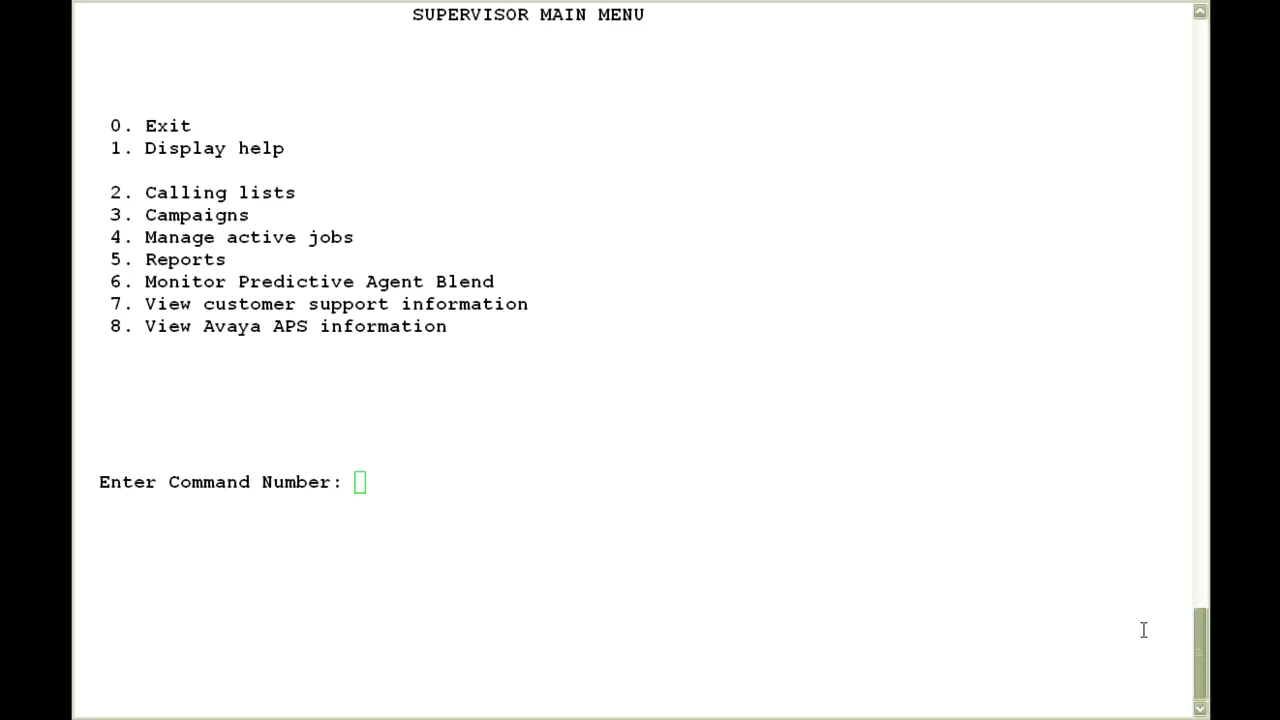 SUPERVISOR MAIN MENU
0. Exit
1. Display help
2. Calling lists
3. Campaigns
4. Manage active jobs
5. Reports
6. Monitor Predictive Agent Blend
7. View customer support information
8. View Avaya APS information
Enter Command Number: